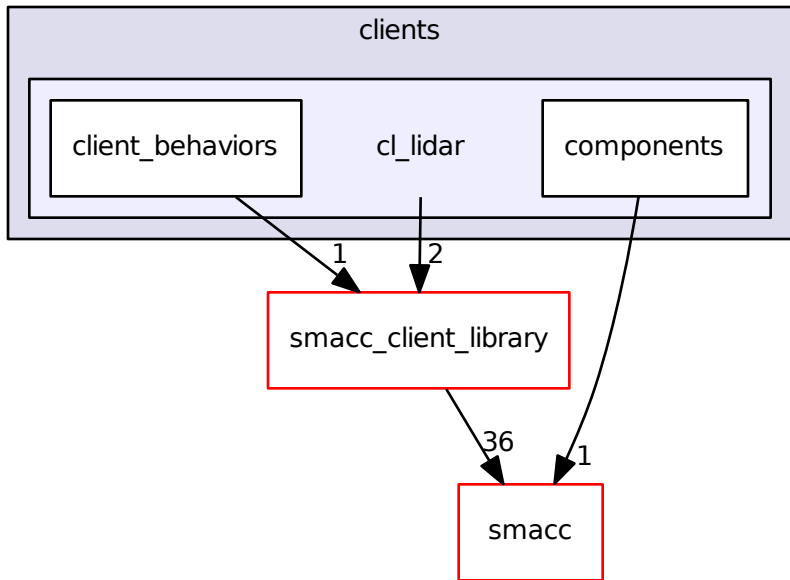 clients
client_behaviors
cl_lidar
components
1
2
smacc_client_library
36
1
smacc